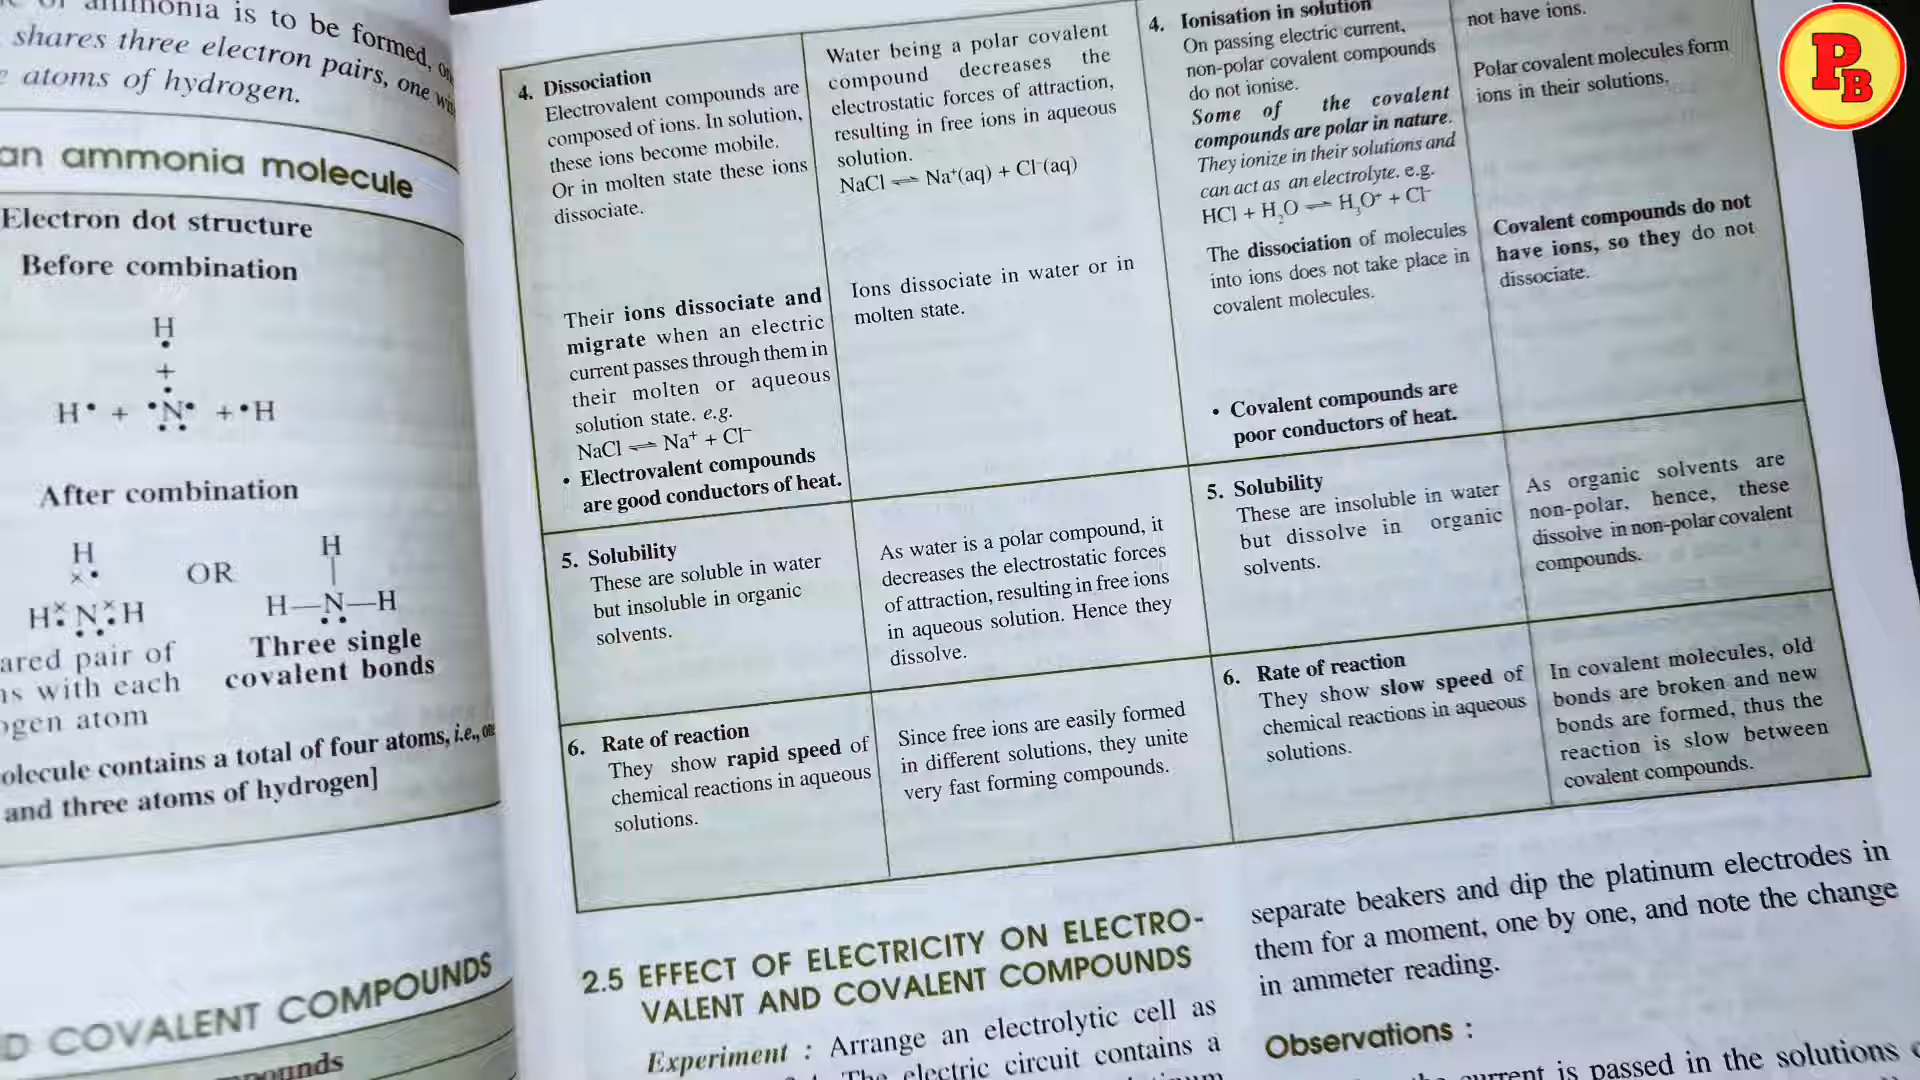 ammonia is to be formed,
shares three electron pairs, one
atoms of hydrogen.
an ammonia molecule
Electron dot structure
Before combination
H
+
H• + •N• +•H
After combination
H
H N H
OR
H
H—N—H
Three single
covalent bonds
pair of
with each
atom
contains a total of four atoms, i.e.,
and three atoms of hydrogen]
COVALENT COMPOUNDS
4. Dissociation
Electrovalent compounds are
composed of ions. In solution,
these ions become mobile.
Or in molten state these ions
dissociate.
Their ions dissociate and
migrate when an electric
current passes through them in
their molten or aqueous
solution state. e.g.
NaCl ⇌ Na⁺ + Cl⁻
• Electrovalent compounds
are good conductors of heat.
Water being a polar covalent
compound decreases the
electrostatic forces of attraction,
resulting in free ions in aqueous
solution.
NaCl ⇌ Na⁺(aq) + Cl⁻(aq)
Ions dissociate in water or in
molten state.
4. Ionisation in solution
On passing electric current,
non-polar covalent compounds
do not ionise.
Some of the covalent
compounds are polar in nature.
They ionize in their solutions and
can act as an electrolyte. e.g.
HCl + H₂O ⇌ H₃O⁺ + Cl⁻
The dissociation of molecules
into ions does not take place in
covalent molecules.
• Covalent compounds are
poor conductors of heat.
not have ions.
Polar covalent molecules form
ions in their solutions.
Covalent compounds do not
have ions, so they do not
dissociate.
5. Solubility
These are soluble in water
but insoluble in organic
solvents.
As water is a polar compound, it
decreases the electrostatic forces
of attraction, resulting in free ions
in aqueous solution. Hence they
dissolve.
5. Solubility
These are insoluble in water
but dissolve in organic
solvents.
As organic solvents are
non-polar, hence, these
dissolve in non-polar covalent
compounds.
6. Rate of reaction
They show rapid speed of
chemical reactions in aqueous
solutions.
Since free ions are easily formed
in different solutions, they unite
very fast forming compounds.
6. Rate of reaction
They show slow speed of
chemical reactions in aqueous
solutions.
In covalent molecules, old
bonds are broken and new
bonds are formed, thus the
reaction is slow between
covalent compounds.
2.5 EFFECT OF ELECTRICITY ON ELECTRO-
VALENT AND COVALENT COMPOUNDS
Experiment : Arrange an electrolytic cell as
The electric circuit contains a
separate beakers and dip the platinum electrodes in
them for a moment, one by one, and note the change
in ammeter reading.
Observations :
current is passed in the solutions
PB